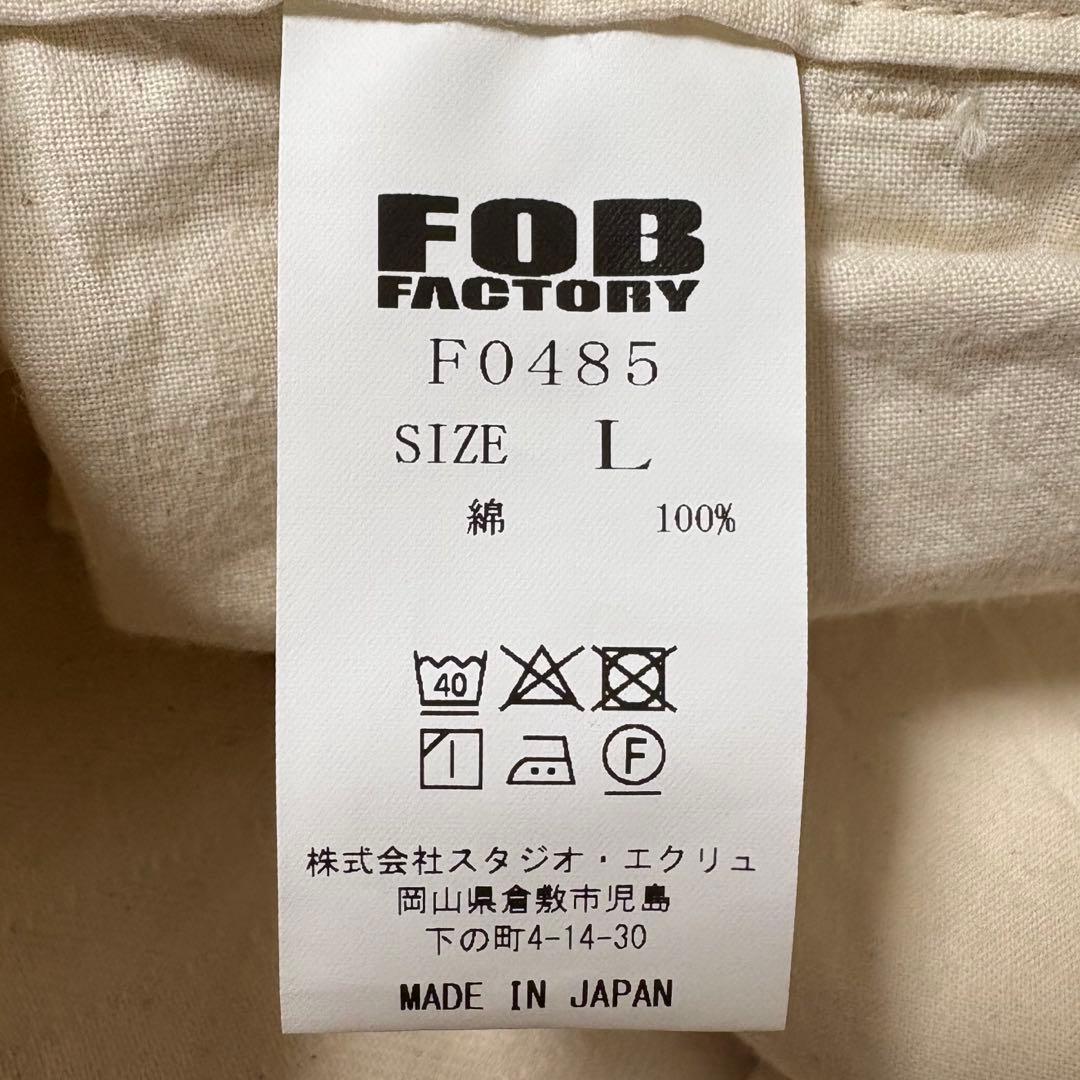 FOB
FACTORY
F0485
SIZE L
綿 100%
40
F
株式会社スタジオ・エクリュ
岡山県倉敷市児島
下の町4-14-30
MADE IN JAPAN